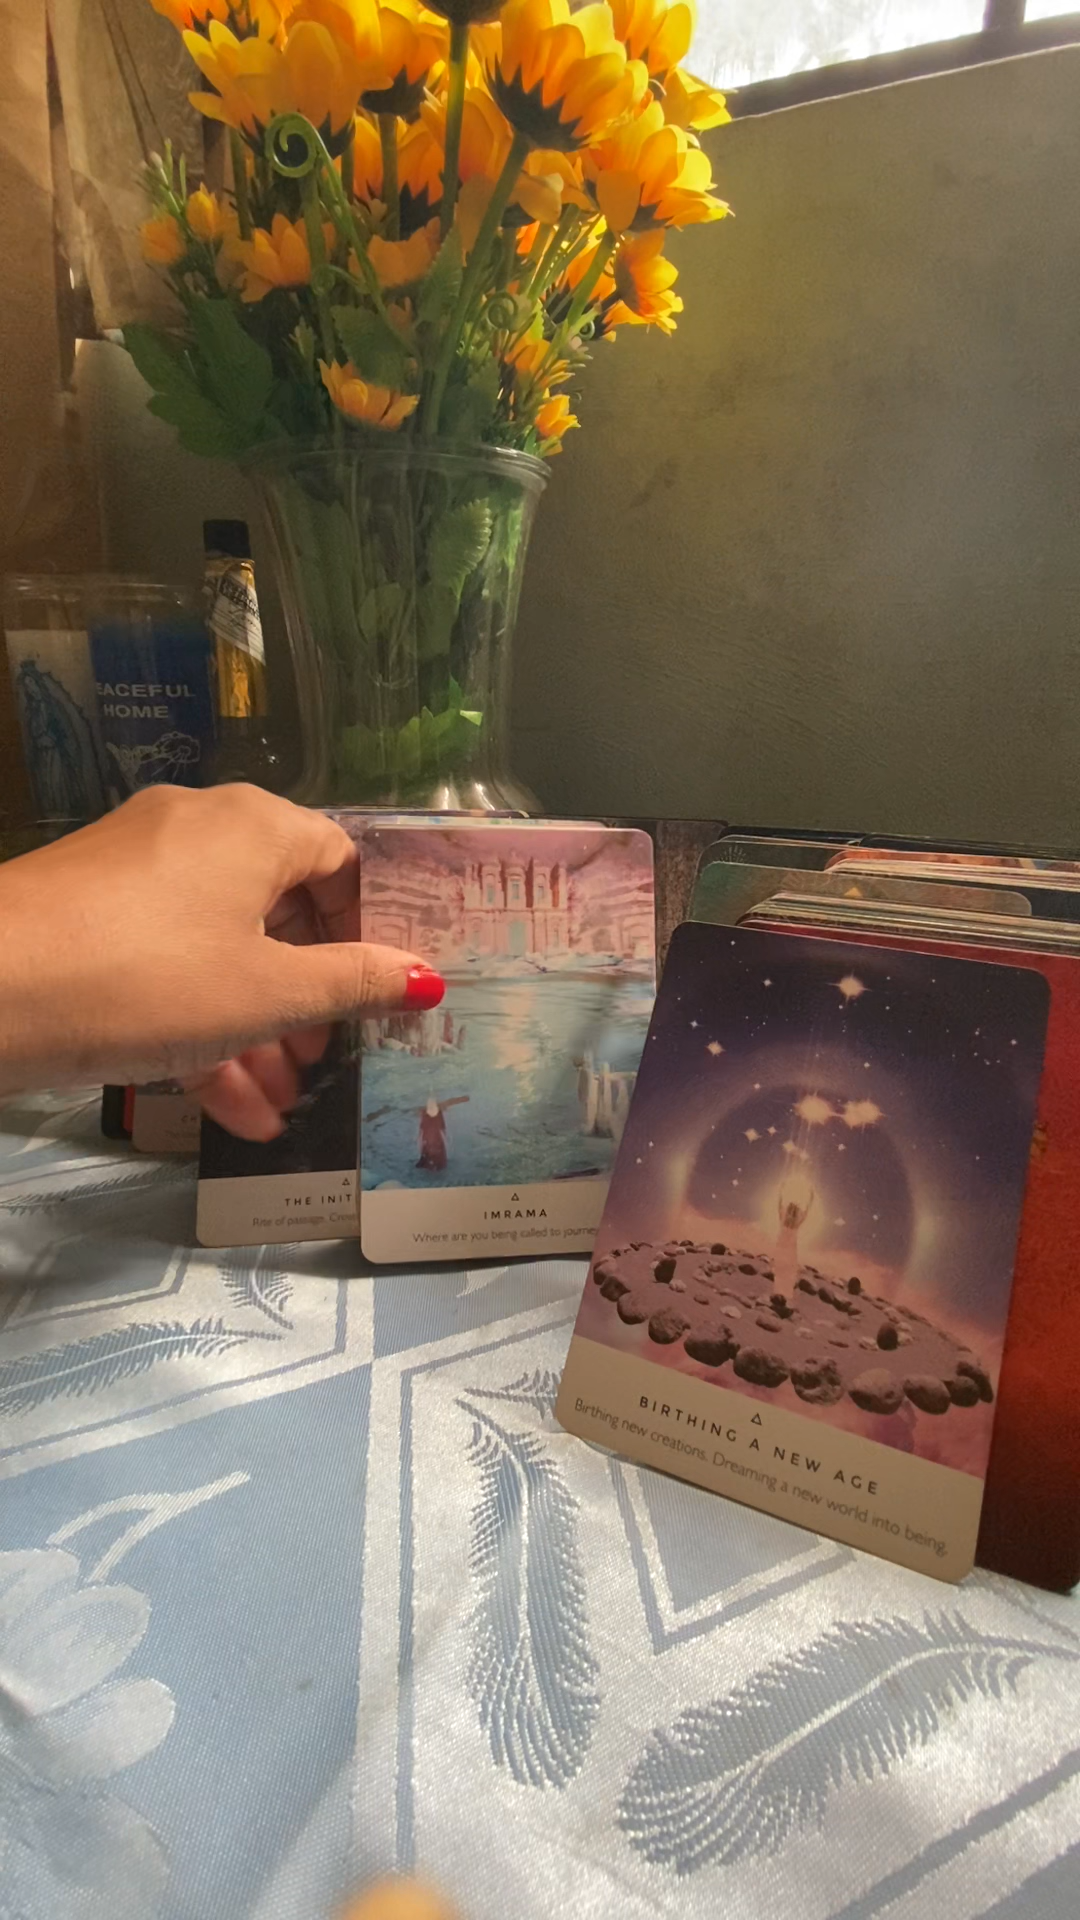 EACEFUL
HOME
THE INIT
Rite of passage. Crow
IMRAMA
Where are you being called to journe
BIRTHING A NEW AGE
Birthing new creations. Dreaming a new world into being.